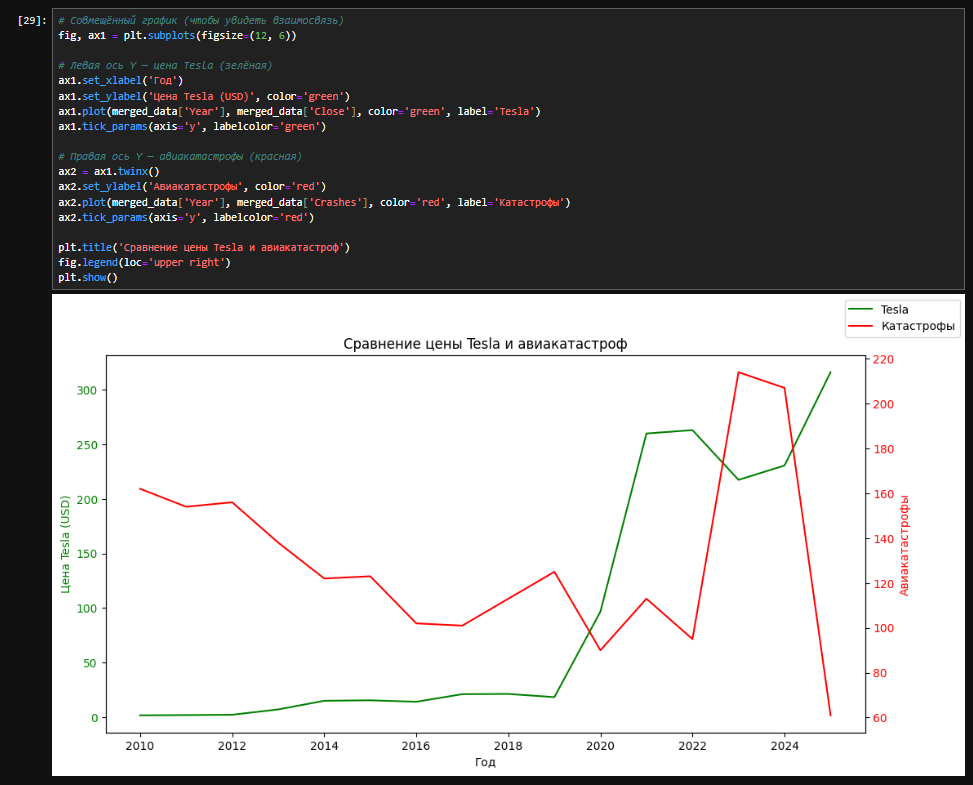 [29]:
# Совмещённый график (чтобы увидеть взаимосвязь)
fig, ax1 = plt.subplots(figsize=(12, 6))
# Левая ось Y — цена Tesla (зелёная)
ax1.set_xlabel('Год')
ax1.set_ylabel('Цена Tesla (USD)', color='green')
ax1.plot(merged_data['Year'], merged_data['Close'], color='green', label='Tesla')
ax1.tick_params(axis='y', labelcolor='green')
# Правая ось Y — авиакатастрофы (красная)
ax2 = ax1.twinx()
ax2.set_ylabel('Авиакатастрофы', color='red')
ax2.plot(merged_data['Year'], merged_data['Crashes'], color='red', label='Катастрофы')
ax2.tick_params(axis='y', labelcolor='red')
plt.title('Сравнение цены Tesla и авиакатастроф')
fig.legend(loc='upper right')
plt.show()
Tesla
Катастрофы
Сравнение цены Tesla и авиакатастроф
Цена Tesla (USD)
300
250
200
150
100
50
0
220
200
180
160
140
120
100
80
60
Авиакатастрофы
2010 2012 2014 2016 2018 2020 2022 2024
Год